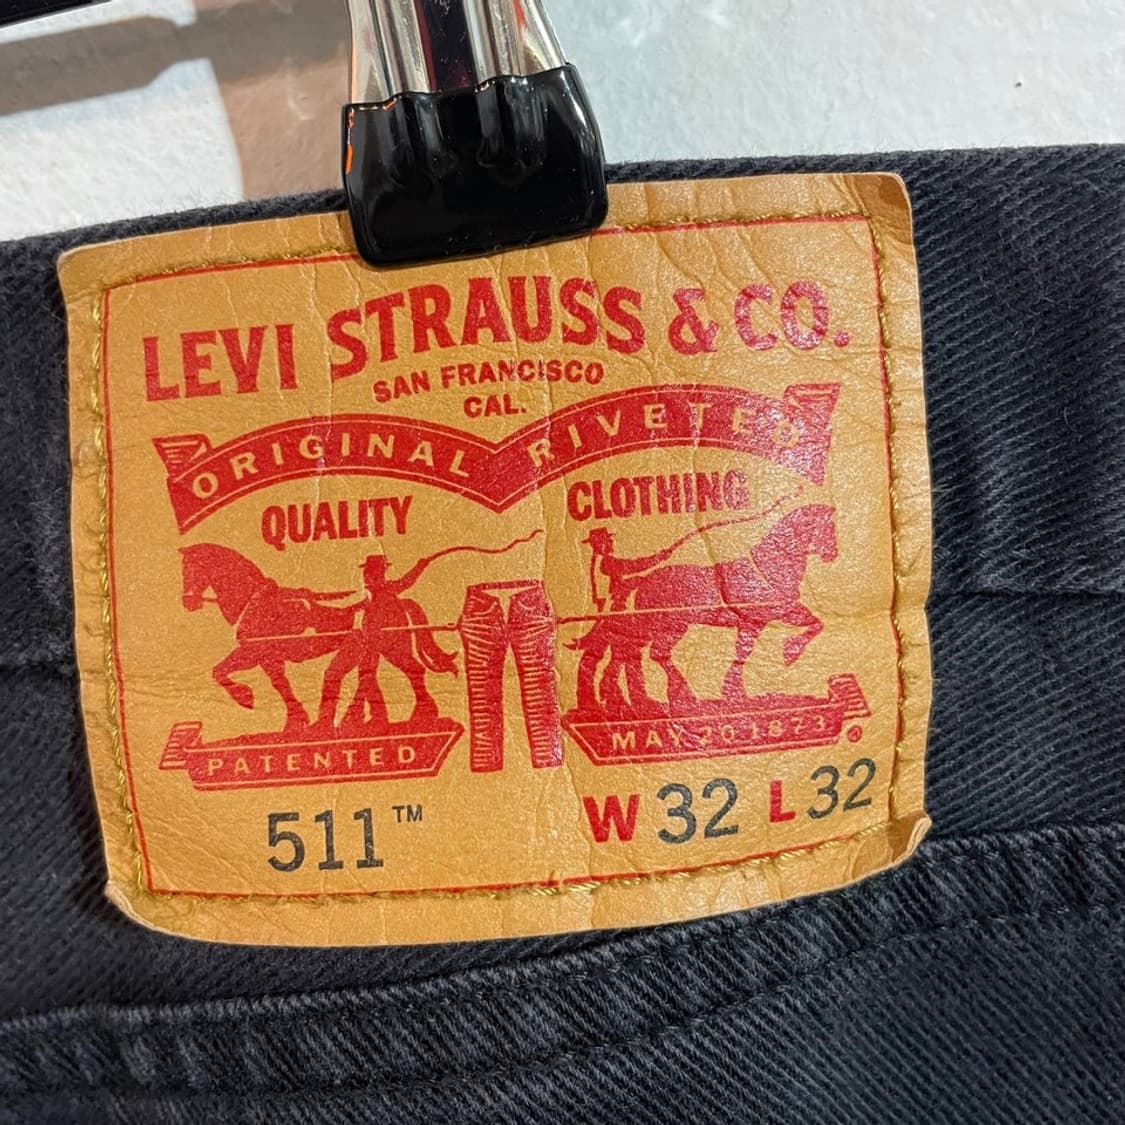 LEVI STRAUSS & CO.
SAN FRANCISCO
CAL.
ORIGINAL RIVETED
QUALITY CLOTHING
PATENTED MAY 20 1873 ®
511™ W 32 L 32